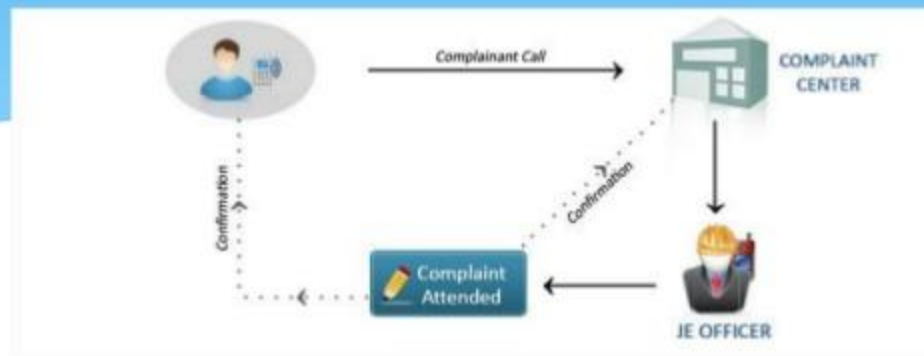 Complainant Call
COMPLAINT
CENTER
Confirmation
Confirmation
Complaint
Attended
JE OFFICER